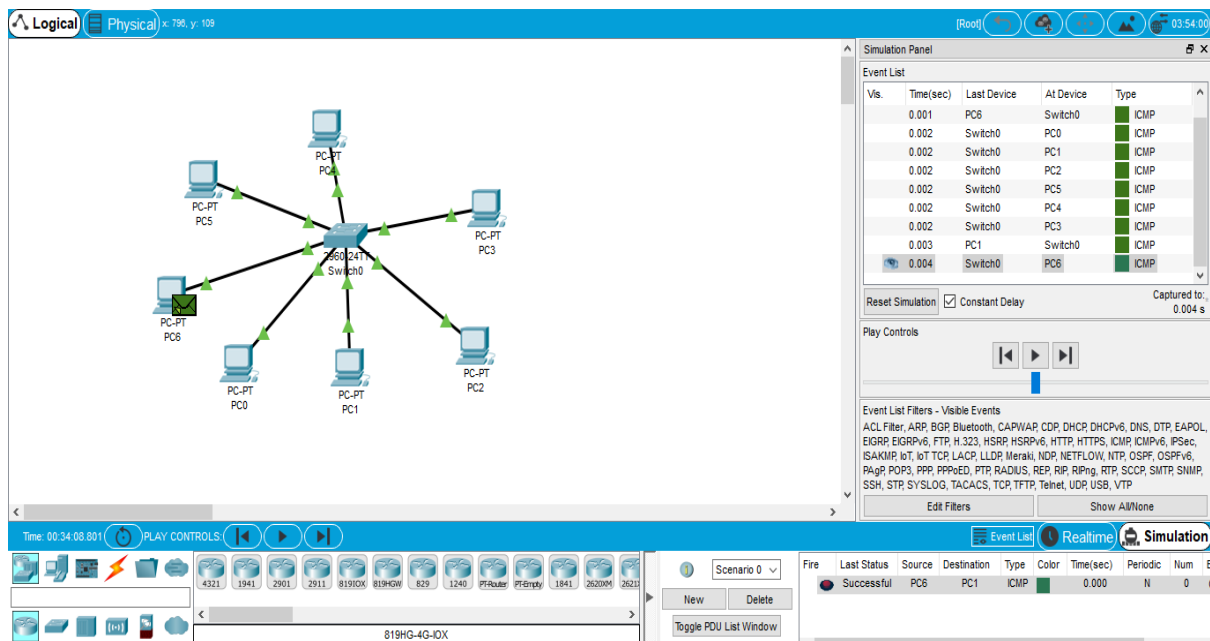 Logical
Physical
x: 796, y: 109
[Root]
03:54:00
PC-PT
PC4
PC-PT
PC5
PC-PT
PC3
2960-24TT
Switch0
PC-PT
PC6
PC-PT
PC0
PC-PT
PC1
PC-PT
PC2
Simulation Panel
Event List
Vis. Time(sec) Last Device At Device Type
0.001 PC6 Switch0 ICMP
0.002 Switch0 PC0 ICMP
0.002 Switch0 PC1 ICMP
0.002 Switch0 PC2 ICMP
0.002 Switch0 PC5 ICMP
0.002 Switch0 PC4 ICMP
0.002 Switch0 PC3 ICMP
0.003 PC1 Switch0 ICMP
0.004 Switch0 PC6 ICMP
Reset Simulation Constant Delay
Captured to:
0.004 s
Play Controls
Event List Filters - Visible Events
ACL Filter, ARP, BGP, Bluetooth, CAPWAP, CDP, DHCP, DHCPv6, DNS, DTP, EAPOL,
EIGRP, EIGRPv6, FTP, H.323, HSRP, HSRPv6, HTTP, HTTPS, ICMP, ICMPv6, IPSec,
ISAKMP, IoT, IoT TCP, LACP, LLDP, Meraki, NDP, NETFLOW, NTP, OSPF, OSPFv6,
PAgP, POP3, PPP, PPPoED, PTP, RADIUS, REP, RIP, RIPng, RTP, SCCP, SMTP, SNMP,
SSH, STP, SYSLOG, TACACS, TCP, TFTP, Telnet, UDP, USB, VTP
Edit Filters
Show All/None
Time: 00:34:08.801
PLAY CONTROLS:
Event List
Realtime
Simulation
4321 1941 2901 2911 819IOX 819HGW 829 1240 PT-Router PT-Empty 1841 2620XM 2621X
819HG-4G-IOX
Scenario 0
New
Delete
Toggle PDU List Window
Fire Last Status Source Destination Type Color Time(sec) Periodic Num E
Successful PC6 PC1 ICMP 0.000 N 0